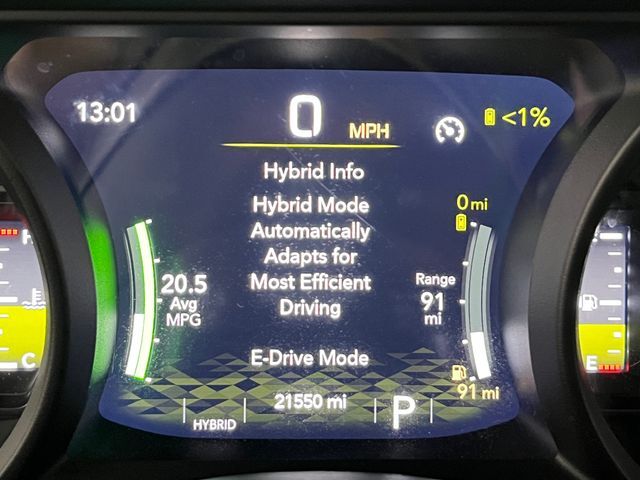 13:01
0 MPH
<1%
Hybrid Info
Hybrid Mode
Automatically
Adapts for
Most Efficient
Driving
E-Drive Mode
20.5
Avg
MPG
0 mi
Range
91
mi
91 mi
HYBRID
21550 mi
P
H
C
F
E